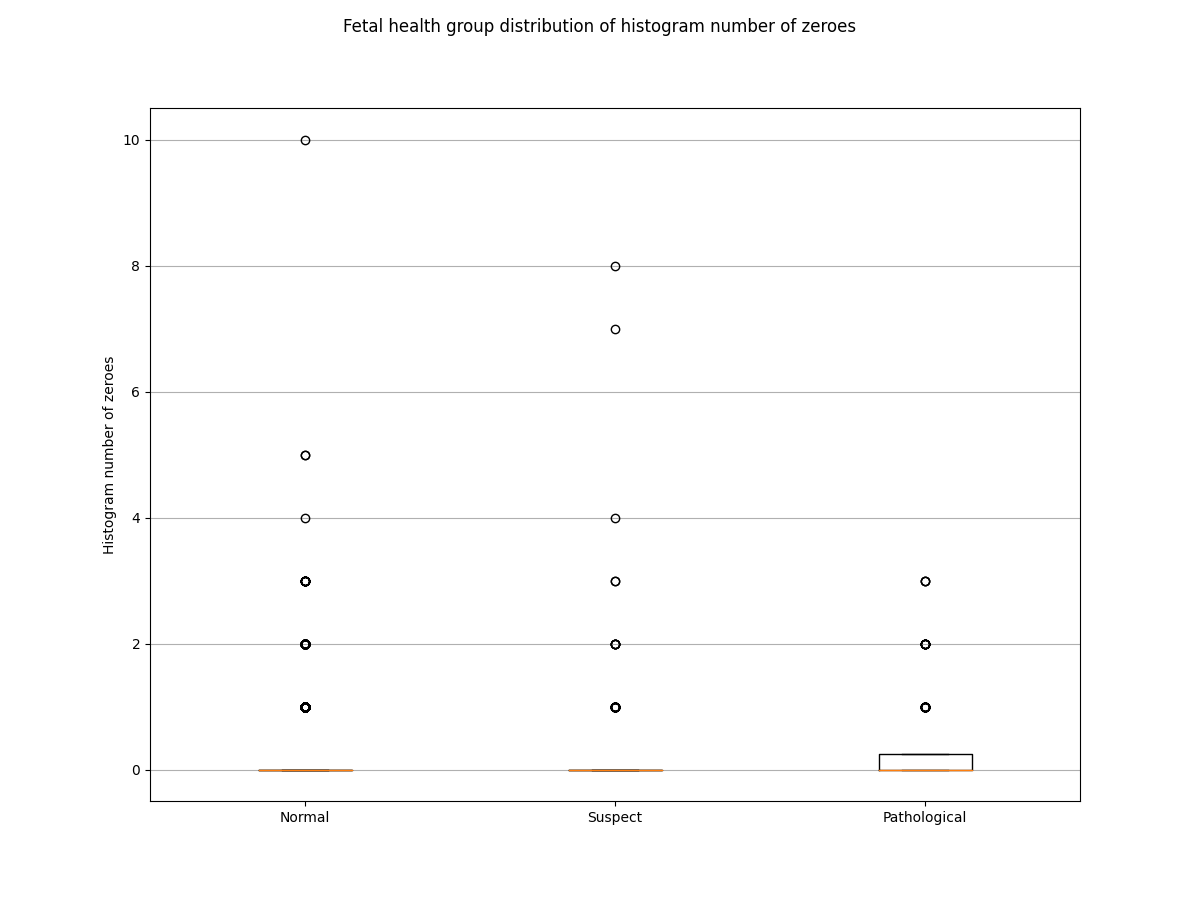 Fetal health group distribution of histogram number of zeroes
Histogram number of zeroes
10
8
6
4
2
0
Normal
Suspect
Pathological